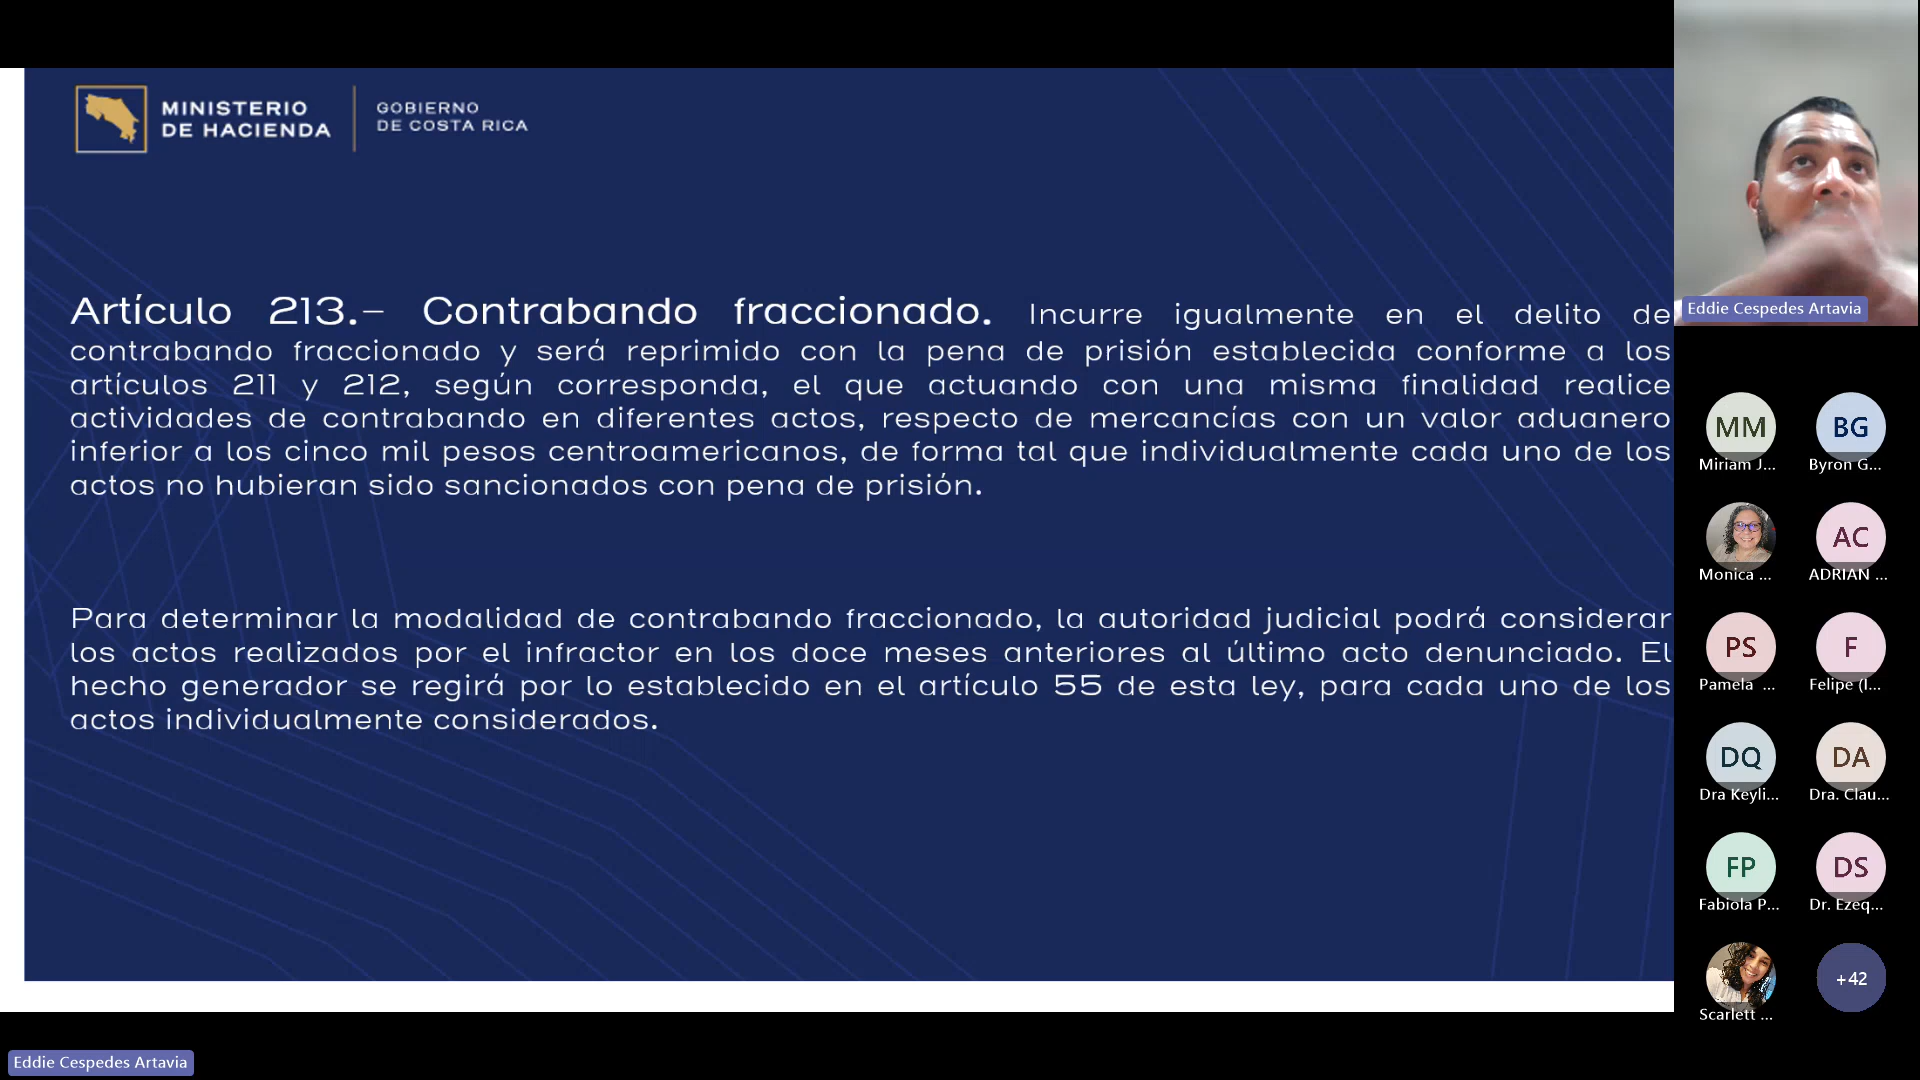 MINISTERIO
DE HACIENDA
GOBIERNO
DE COSTA RICA
Artículo 213.– Contrabando fraccionado. Incurre igualmente en el delito de
contrabando fraccionado y será reprimido con la pena de prisión establecida conforme a los
artículos 211 y 212, según corresponda, el que actuando con una misma finalidad realice
actividades de contrabando en diferentes actos, respecto de mercancías con un valor aduanero
inferior a los cinco mil pesos centroamericanos, de forma tal que individualmente cada uno de los
actos no hubieran sido sancionados con pena de prisión.
Para determinar la modalidad de contrabando fraccionado, la autoridad judicial podrá considerar
los actos realizados por el infractor en los doce meses anteriores al último acto denunciado. El
hecho generador se regirá por lo establecido en el artículo 55 de esta ley, para cada uno de los
actos individualmente considerados.
Eddie Cespedes Artavia
MM
Miriam J...
BG
Byron G...
Monica ...
AC
ADRIAN ...
PS
Pamela ...
F
Felipe (I...
DQ
Dra Keyli...
DA
Dra. Clau...
FP
Fabiola P...
DS
Dr. Ezeq...
Scarlett ...
+42
Eddie Cespedes Artavia